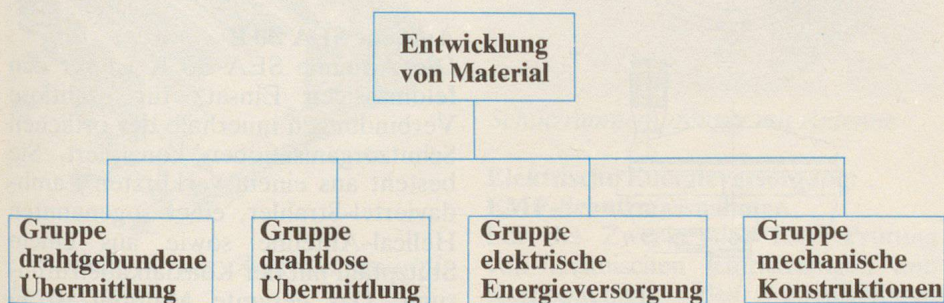 Entwicklung
von Material
Gruppe
drahtgebundene
Übermittlung
Gruppe
drahtlose
Übermittlung
Gruppe
elektrische
Energieversorgung
Gruppe
mechanische
Konstruktionen